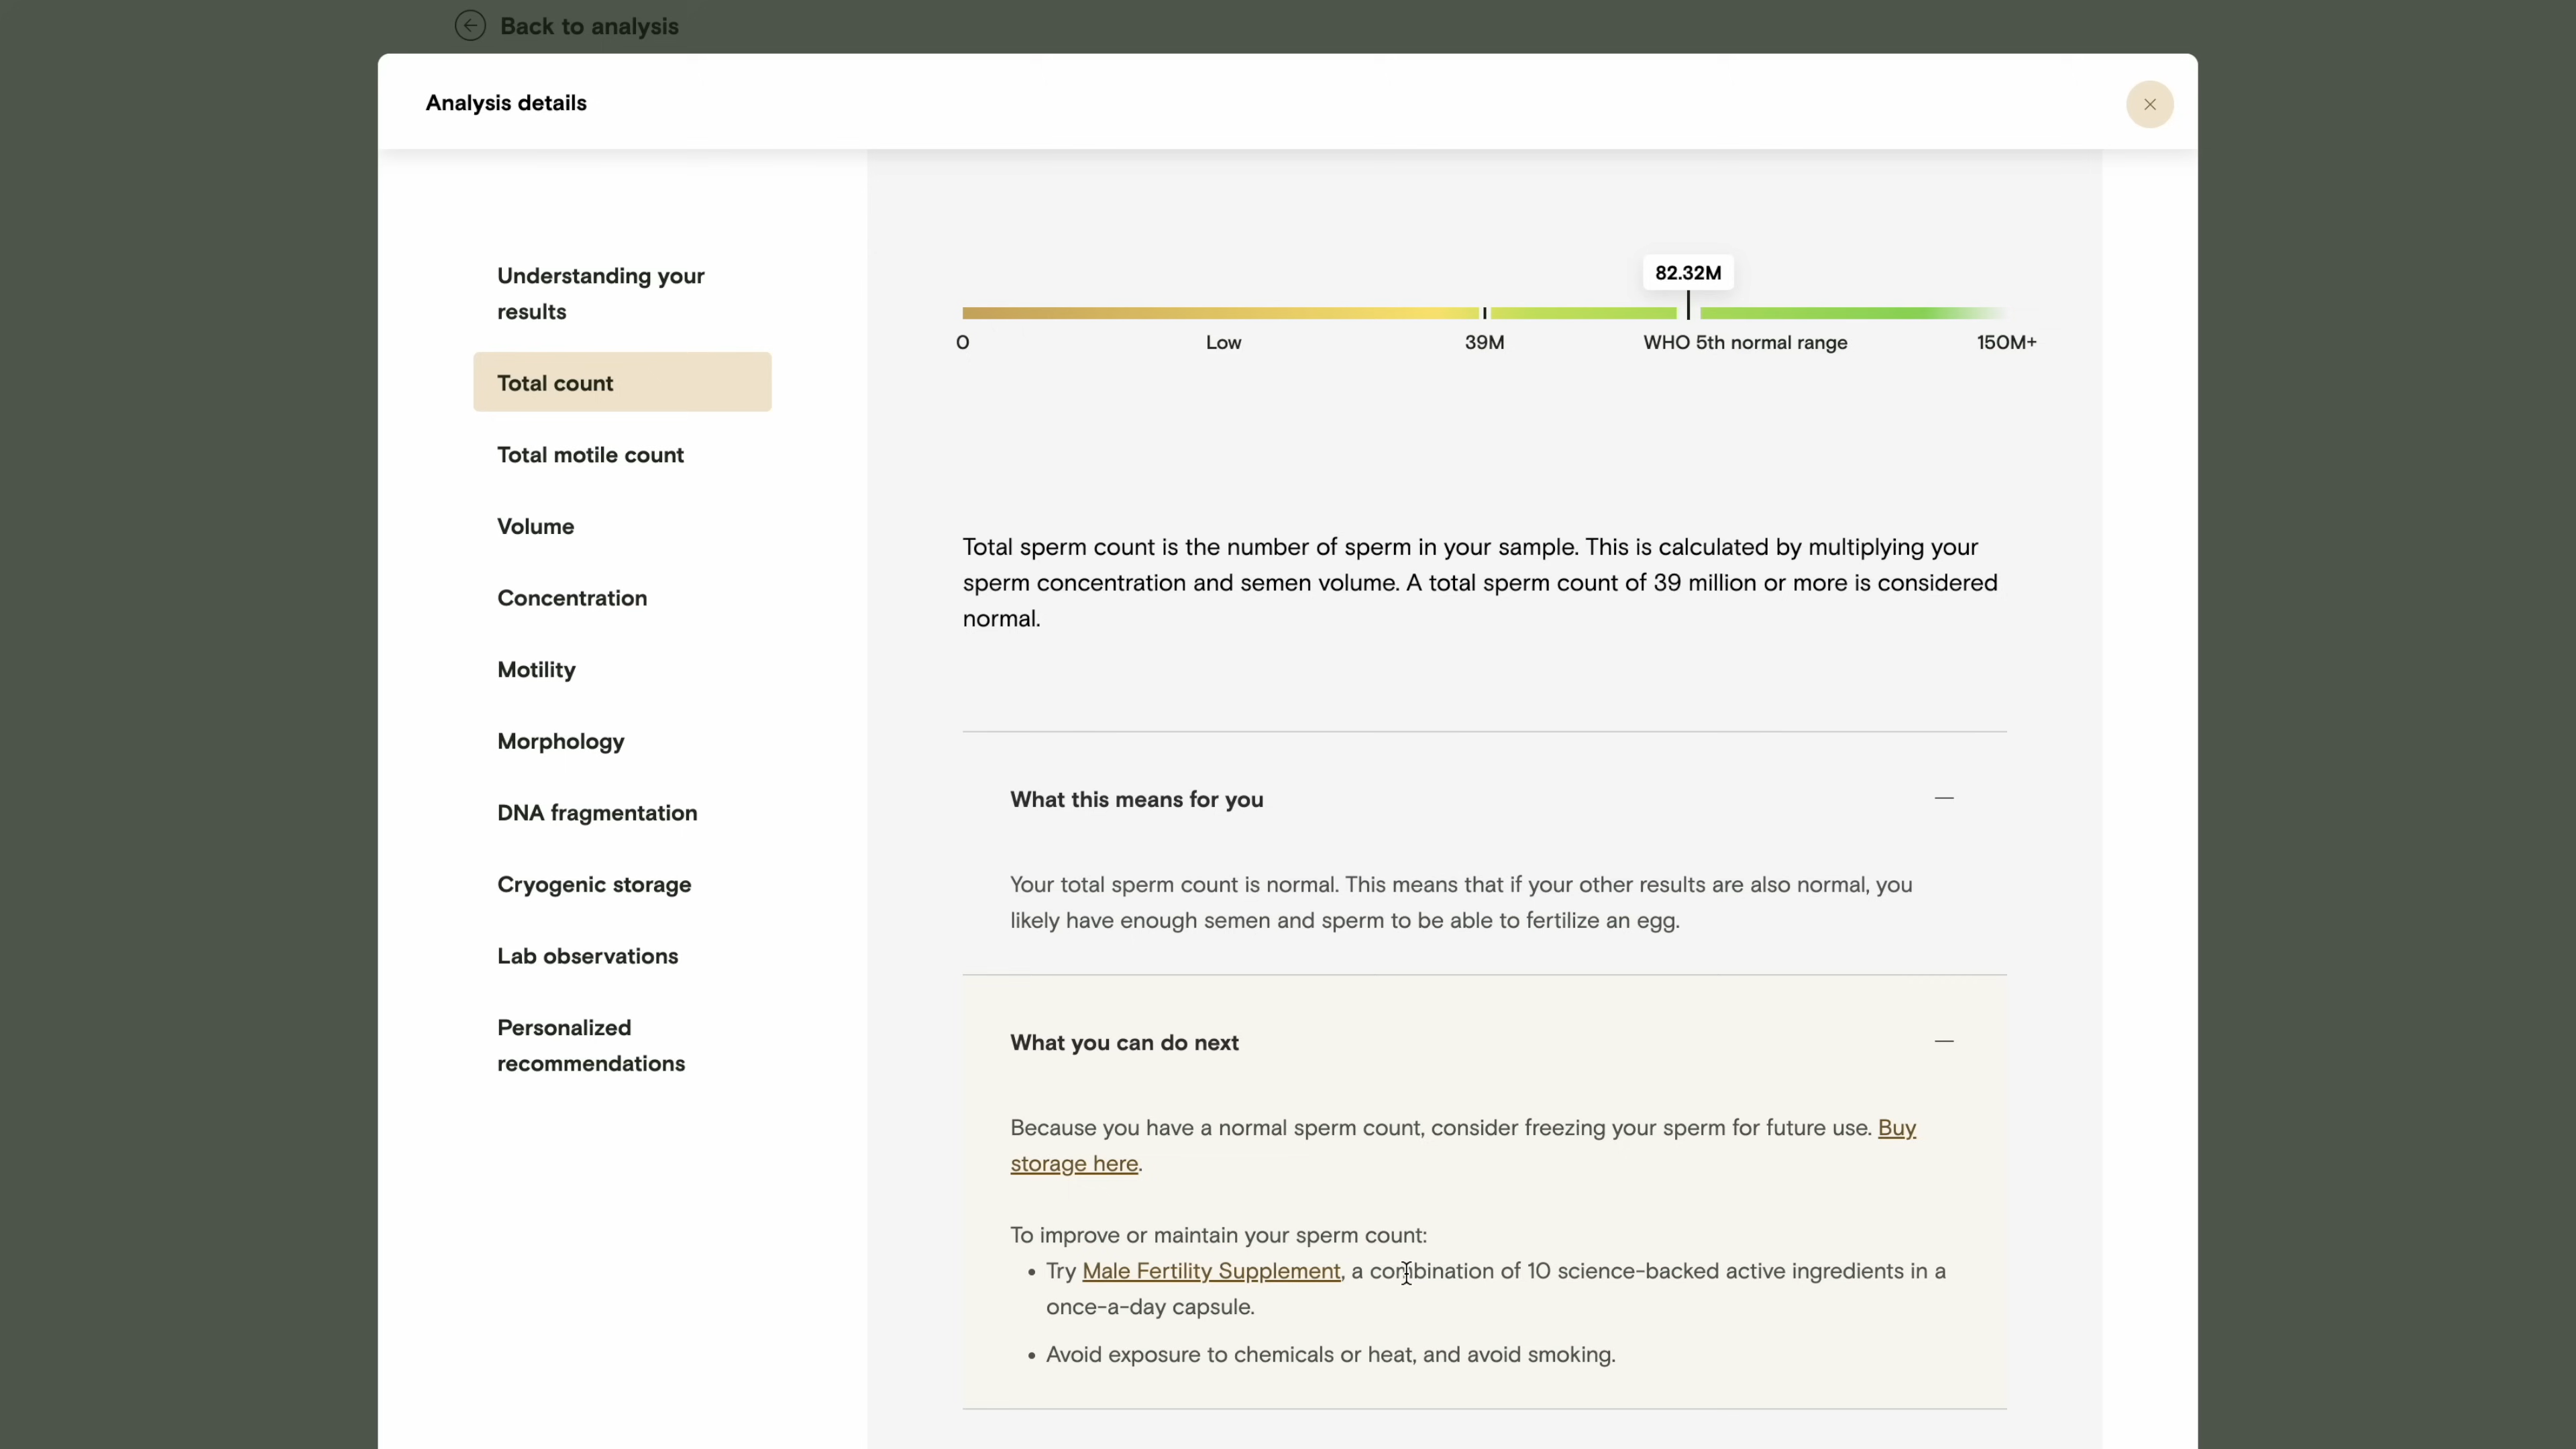 Back to analysis
Analysis details
Understanding your
results
Total count
Total motile count
Volume
Concentration
Motility
Morphology
DNA fragmentation
Cryogenic storage
Lab observations
Personalized
recommendations
82.32M
0 Low 39M WHO 5th normal range 150M+
Total sperm count is the number of sperm in your sample. This is calculated by multiplying your
sperm concentration and semen volume. A total sperm count of 39 million or more is considered
normal.
What this means for you
Your total sperm count is normal. This means that if your other results are also normal, you
likely have enough semen and sperm to be able to fertilize an egg.
What you can do next
Because you have a normal sperm count, consider freezing your sperm for future use. Buy
storage here.
To improve or maintain your sperm count:
• Try Male Fertility Supplement, a combination of 10 science-backed active ingredients in a
once-a-day capsule.
• Avoid exposure to chemicals or heat, and avoid smoking.